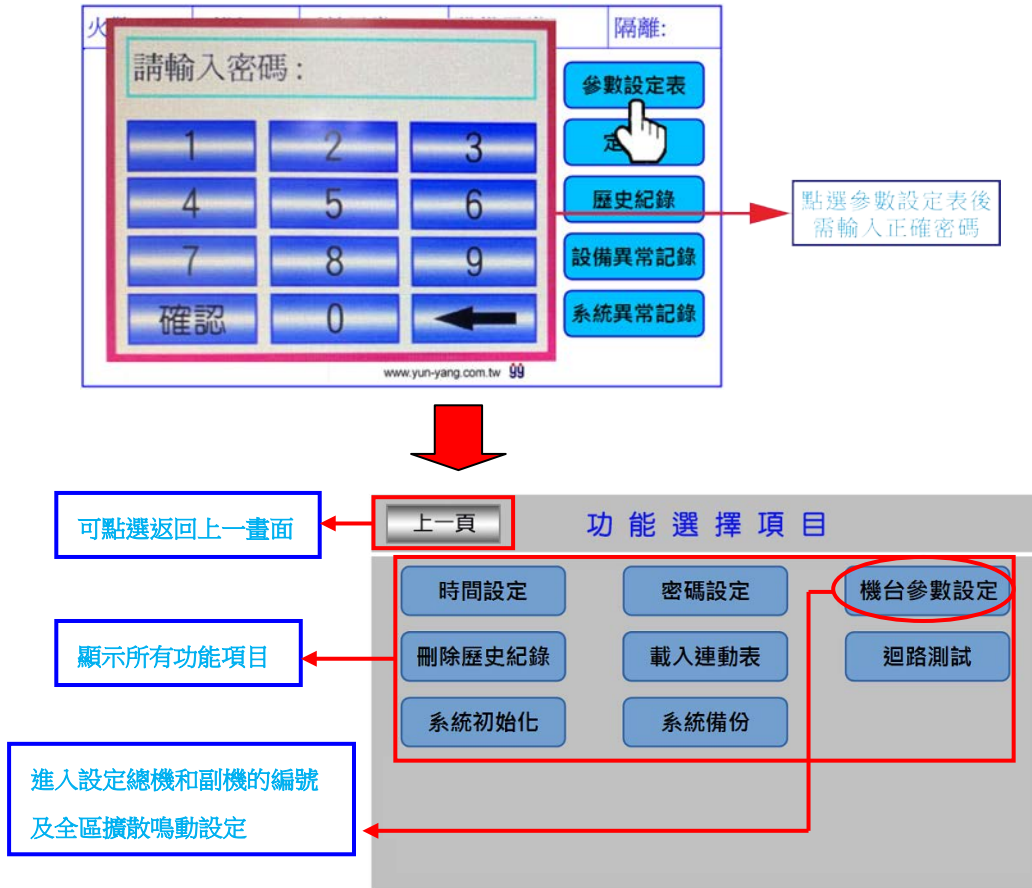 火
隔離:
請輸入密碼:
1 2 3
4 5 6
7 8 9
確認 0
參數設定表
定
歷史紀錄
設備異常記錄
系統異常記錄
點選參數設定表後
需輸入正確密碼
www.yun-yang.com.tw
可點選返回上一畫面
上一頁
功能選擇項目
時間設定 密碼設定 機台參數設定
顯示所有功能項目
刪除歷史紀錄 載入連動表 迴路測試
系統初始化 系統備份
進入設定總機和副機的編號
及全區擴散鳴動設定